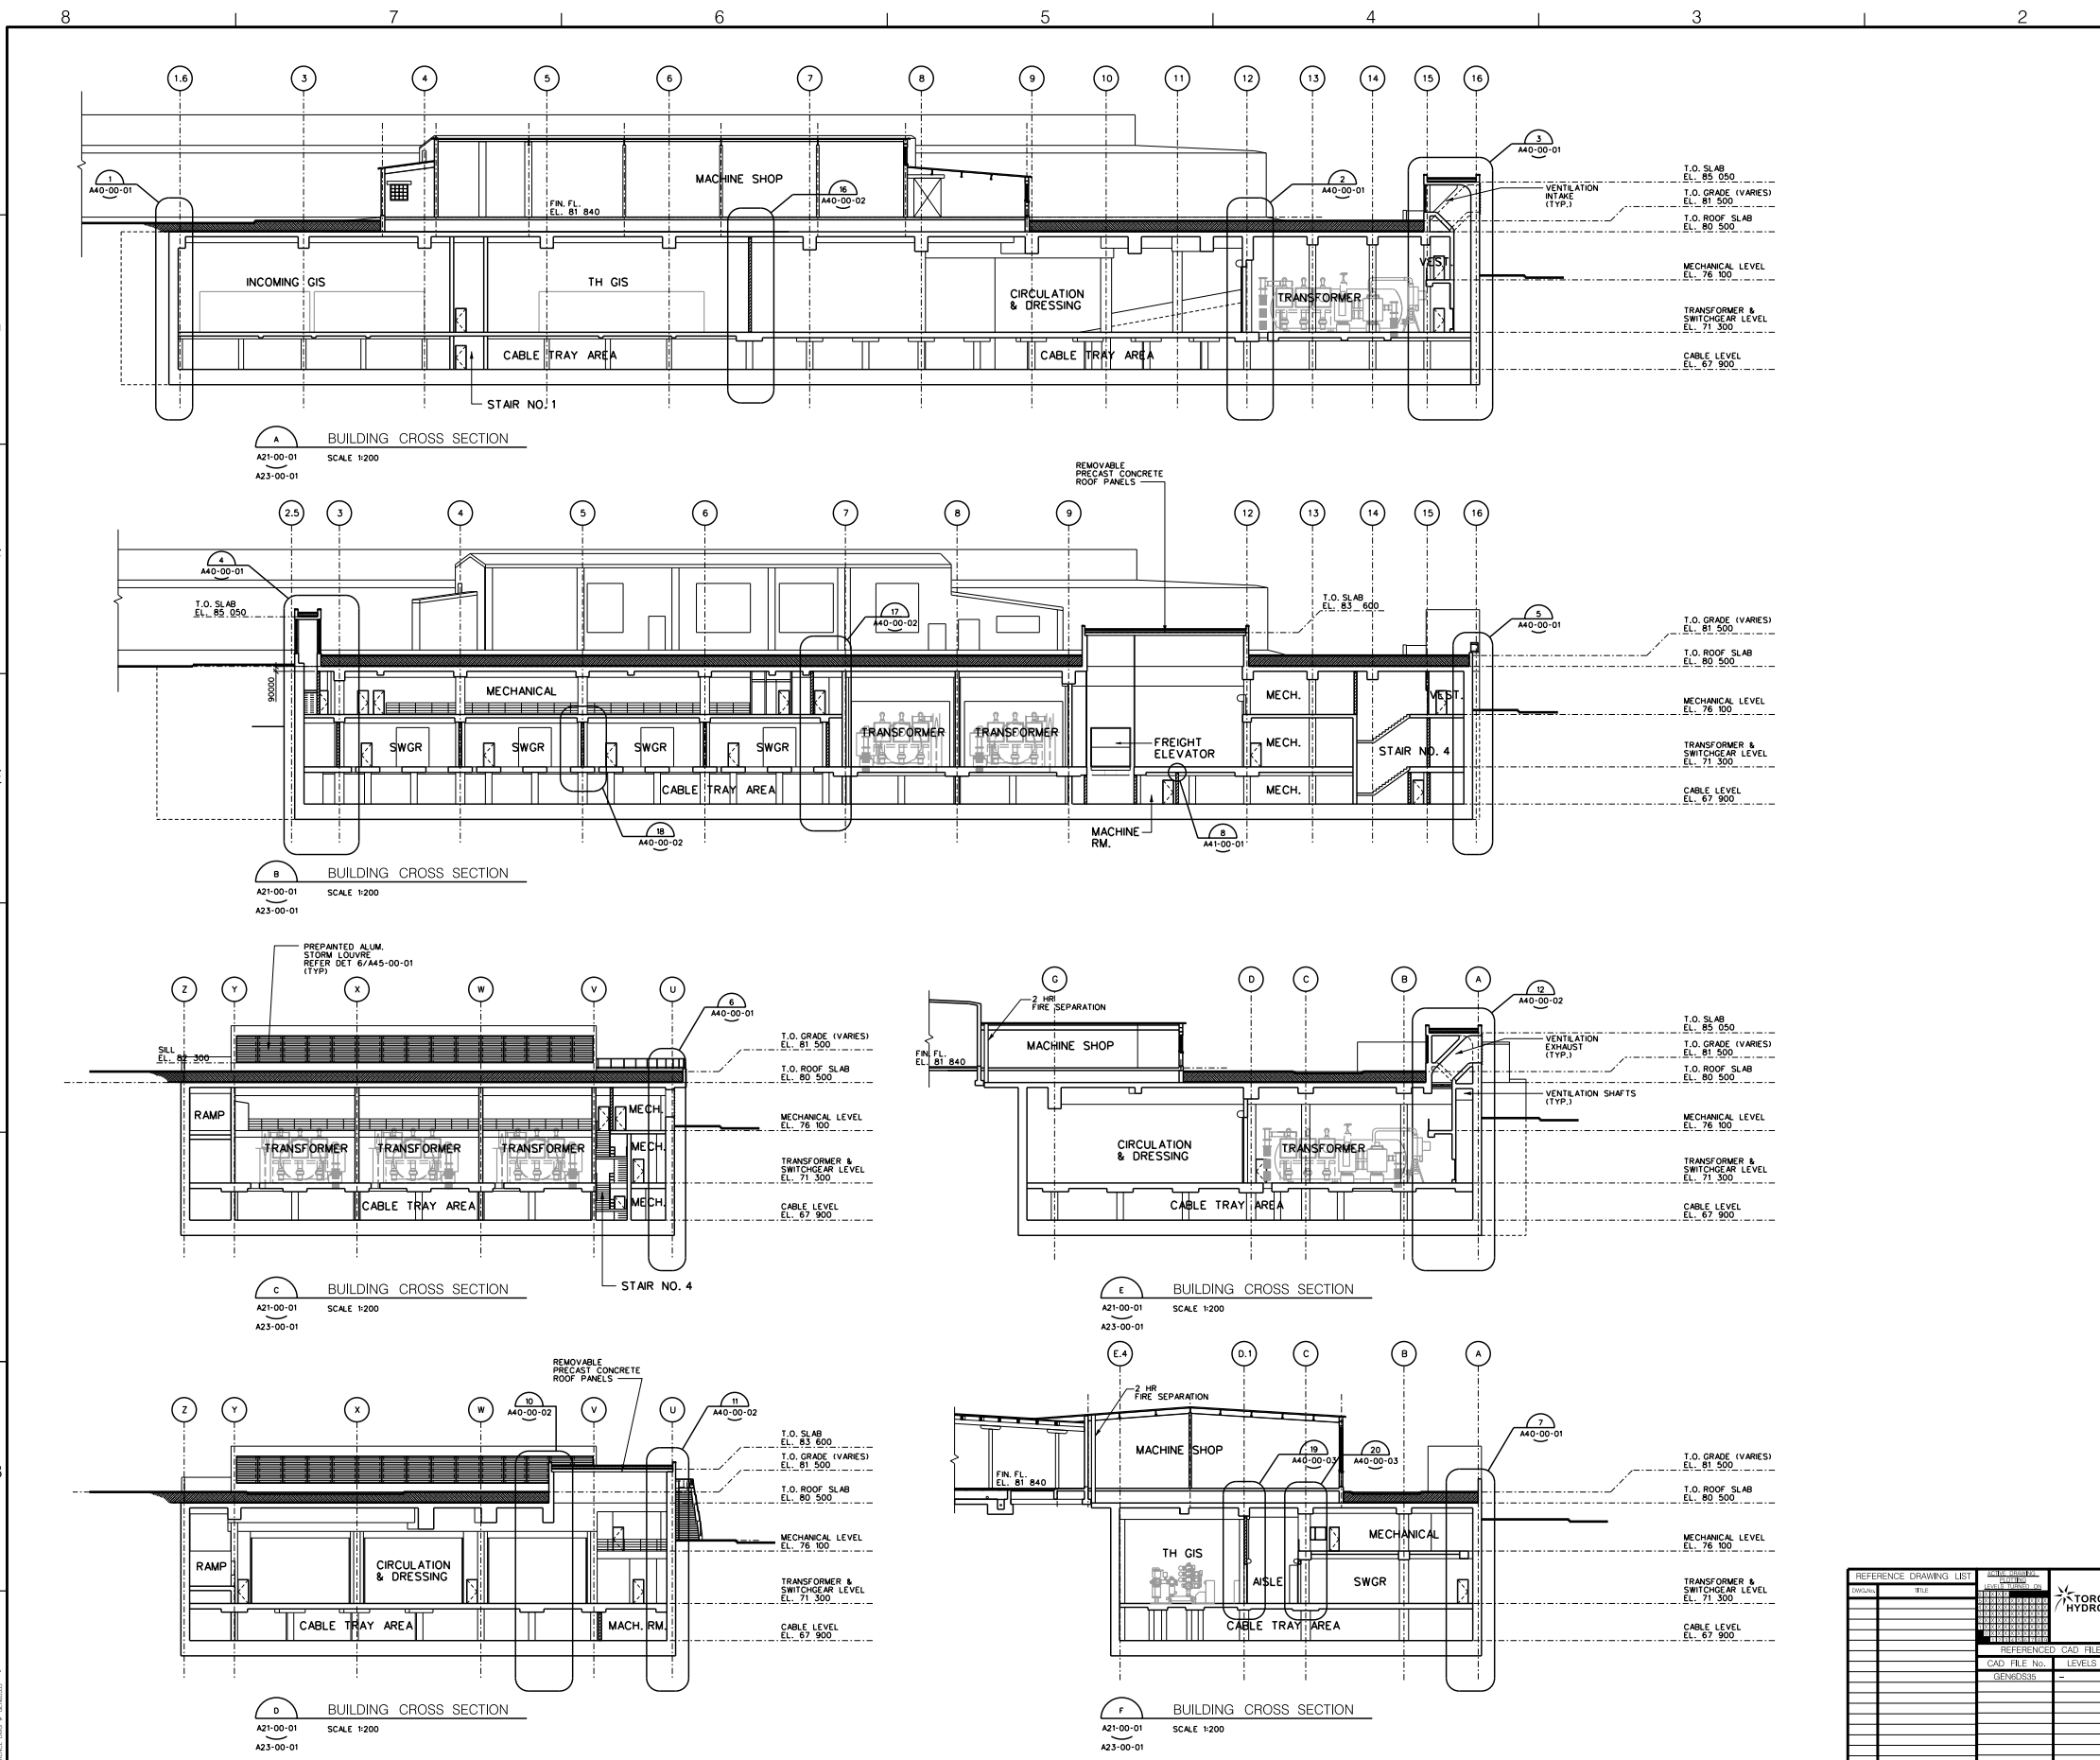 8 7 6 5 4 3 2
1.6 3 4 5 6 7 8 9 10 11 12 13 14 15 16
1
A40-00-01
MACHINE SHOP
16
A40-00-02
FIN. FL.
EL. 81 840
2
A40-00-01
3
A40-00-01
VENTILATION
INTAKE
(TYP.)
T.O. SLAB
EL. 85 050
T.O. GRADE (VARIES)
EL. 81 500
T.O. ROOF SLAB
EL. 80 500
MECHANICAL LEVEL
EL. 76 100
TRANSFORMER &
SWITCHGEAR LEVEL
EL. 71 300
CABLE LEVEL
EL. 67 900
INCOMING GIS
TH GIS
CIRCULATION
& DRESSING
TRANSFORMER
VEST.
CABLE TRAY AREA
CABLE TRAY AREA
STAIR NO. 1
A
A21-00-01
A23-00-01
BUILDING CROSS SECTION
SCALE 1:200
REMOVABLE
PRECAST CONCRETE
ROOF PANELS
2.5 3 4 5 6 7 8 9 12 13 14 15 16
4
A40-00-01
T.O. SLAB
EL. 85 050
17
A40-00-02
T.O. SLAB
EL. 83 600
5
A40-00-01
T.O. GRADE (VARIES)
EL. 81 500
T.O. ROOF SLAB
EL. 80 500
MECHANICAL LEVEL
EL. 76 100
TRANSFORMER &
SWITCHGEAR LEVEL
EL. 71 300
CABLE LEVEL
EL. 67 900
90000
MECHANICAL
MECH.
VEST.
SWGR
SWGR
SWGR
SWGR
TRANSFORMER
TRANSFORMER
FREIGHT
ELEVATOR
MECH.
STAIR NO. 4
CABLE TRAY AREA
MECH.
18
A40-00-02
MACHINE
RM.
8
A41-00-01
B
A21-00-01
A23-00-01
BUILDING CROSS SECTION
SCALE 1:200
PREPAINTED ALUM.
STORM LOUVRE
REFER DET 6/A45-00-01
(TYP)
Z Y X W V U
6
A40-00-01
SILL
EL. 82 300
T.O. GRADE (VARIES)
EL. 81 500
T.O. ROOF SLAB
EL. 80 500
MECHANICAL LEVEL
EL. 76 100
TRANSFORMER &
SWITCHGEAR LEVEL
EL. 71 300
CABLE LEVEL
EL. 67 900
RAMP
MECH.
TRANSFORMER
TRANSFORMER
TRANSFORMER
MECH.
CABLE TRAY AREA
MECH.
STAIR NO. 4
C
A21-00-01
A23-00-01
BUILDING CROSS SECTION
SCALE 1:200
G D C B A
2 HR
FIRE SEPARATION
12
A40-00-02
MACHINE SHOP
FIN. FL.
EL. 81 840
VENTILATION
EXHAUST
(TYP.)
VENTILATION SHAFTS
(TYP.)
T.O. SLAB
EL. 85 050
T.O. GRADE (VARIES)
EL. 81 500
T.O. ROOF SLAB
EL. 80 500
MECHANICAL LEVEL
EL. 76 100
TRANSFORMER &
SWITCHGEAR LEVEL
EL. 71 300
CABLE LEVEL
EL. 67 900
CIRCULATION
& DRESSING
TRANSFORMER
CABLE TRAY AREA
E
A21-00-01
A23-00-01
BUILDING CROSS SECTION
SCALE 1:200
REMOVABLE
PRECAST CONCRETE
ROOF PANELS
Z Y X W V U
10
A40-00-02
11
A40-00-02
T.O. SLAB
EL. 83 600
T.O. GRADE (VARIES)
EL. 81 500
T.O. ROOF SLAB
EL. 80 500
MECHANICAL LEVEL
EL. 76 100
TRANSFORMER &
SWITCHGEAR LEVEL
EL. 71 300
CABLE LEVEL
EL. 67 900
RAMP
CIRCULATION
& DRESSING
CABLE TRAY AREA
MACH. RM.
D
A21-00-01
A23-00-01
BUILDING CROSS SECTION
SCALE 1:200
E.4 D.1 C B A
2 HR
FIRE SEPARATION
MACHINE SHOP
19
A40-00-03
20
A40-00-03
7
A40-00-01
FIN. FL.
EL. 81 840
T.O. GRADE (VARIES)
EL. 81 500
T.O. ROOF SLAB
EL. 80 500
MECHANICAL LEVEL
EL. 76 100
TRANSFORMER &
SWITCHGEAR LEVEL
EL. 71 300
CABLE LEVEL
EL. 67 900
MECHANICAL
TH GIS
AISLE
SWGR
CABLE TRAY AREA
F
A21-00-01
A23-00-01
BUILDING CROSS SECTION
SCALE 1:200
REFERENCE DRAWING LIST
DWG.No. TITLE
ACTIVE DRAWING
PLOTTING
LEVELS TURNED ON
HYDRO
REFERENCED CAD FILE
CAD FILE No. LEVELS
GEN6DS35 -